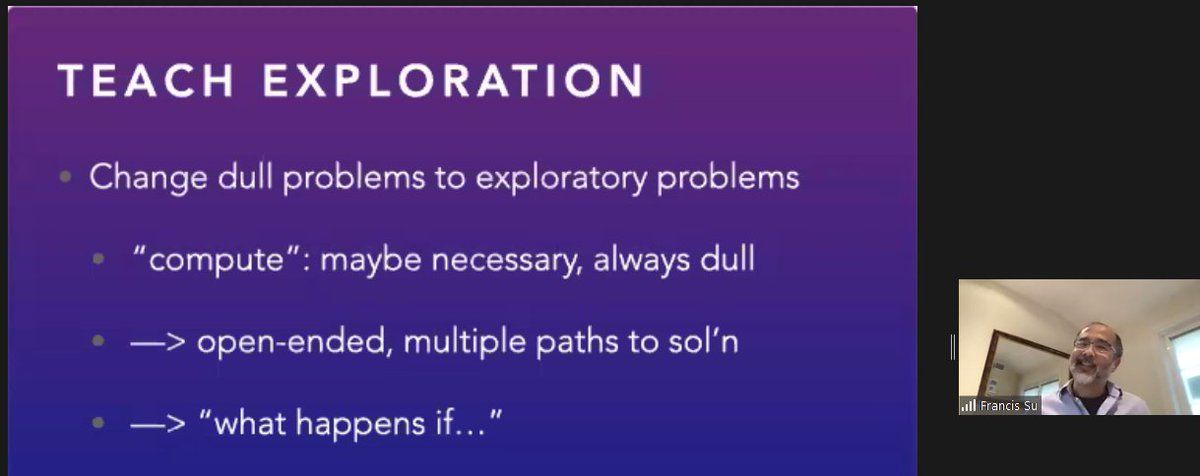 TEACH EXPLORATION
• Change dull problems to exploratory problems
• “compute”: maybe necessary, always dull
• —> open-ended, multiple paths to sol’n
• —> “what happens if…”
Francis Su